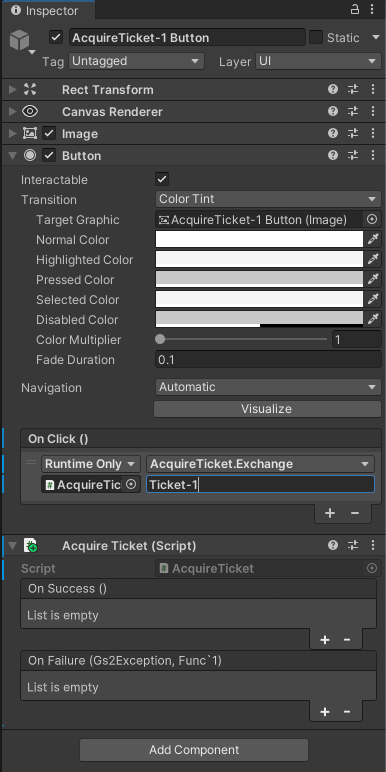 Inspector
AcquireTicket-1 Button
Static
Tag Untagged Layer UI
Rect Transform
Canvas Renderer
Image
Button
Interactable
Transition Color Tint
Target Graphic AcquireTicket-1 Button (Image)
Normal Color
Highlighted Color
Pressed Color
Selected Color
Disabled Color
Color Multiplier 1
Fade Duration 0.1
Navigation Automatic
Visualize
On Click ()
Runtime Only AcquireTicket.Exchange
AcquireTic Ticket-1
+ -
Acquire Ticket (Script)
Script AcquireTicket
On Success ()
List is empty
+ -
On Failure (Gs2Exception, Func`1)
List is empty
+ -
Add Component